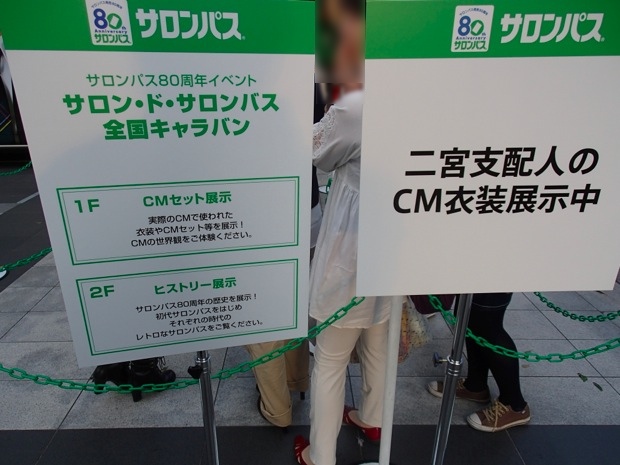 80th
Anniversary
サロンパス
サロンパス
サロンパス80周年イベント
サロン・ド・サロンパス
全国キャラバン
1F CMセット展示
実際のCMで使われた
衣装やCMセット等を展示!
CMの世界観をご体験ください。
2F ヒストリー展示
サロンパス80周年の歴史を展示!
初代サロンパスをはじめ
それぞれの時代の
レトロなサロンパスをご覧ください。
80th
Anniversary
サロンパス
サロンパス
二宮支配人の
CM衣装展示中